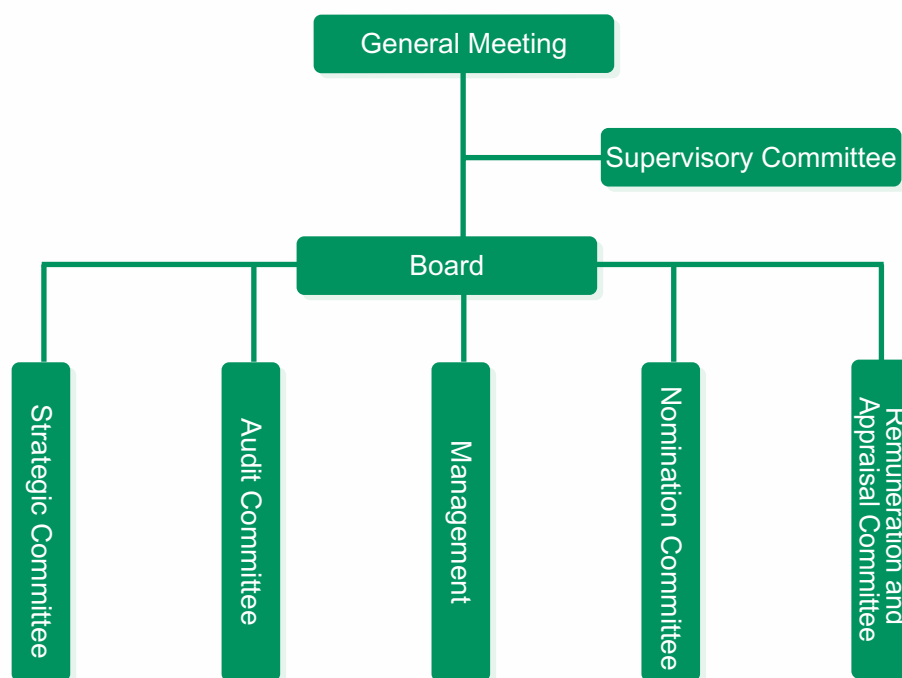 General Meeting
Supervisory Committee
Board
Strategic Committee
Audit Committee
Management
Nomination Committee
Remuneration and
Appraisal Committee